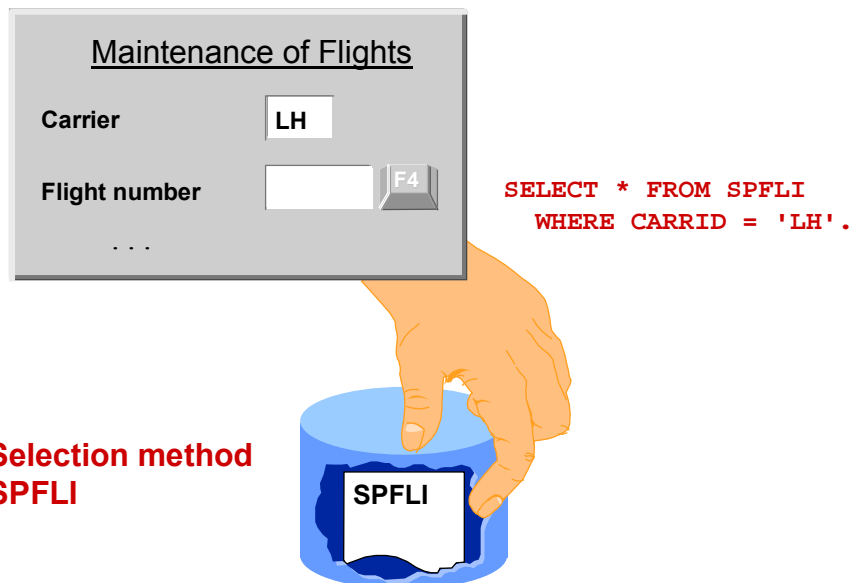 Maintenance of Flights
Carrier LH
Flight number F4
SELECT * FROM SPFLI
WHERE CARRID = 'LH'.
. . .
Selection method
SPFLI
SPFLI